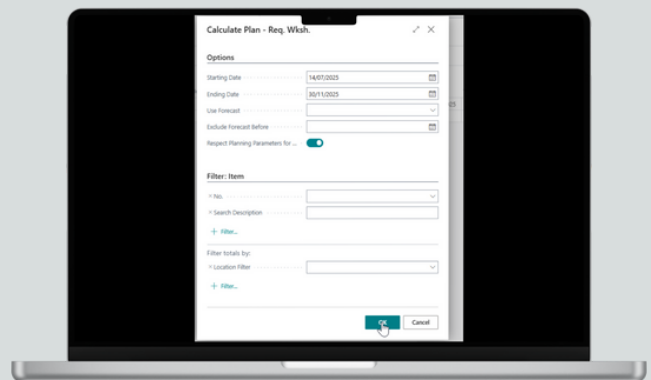 Calculate Plan - Req. Wksh.
Options
Starting Date 14/07/2025
Ending Date 30/11/2025
Use Forecast
Exclude Forecast Before
Respect Planning Parameters for ...
Filter: Item
× No.
× Search Description
+ Filter...
Filter totals by:
× Location Filter
+ Filter...
OK Cancel